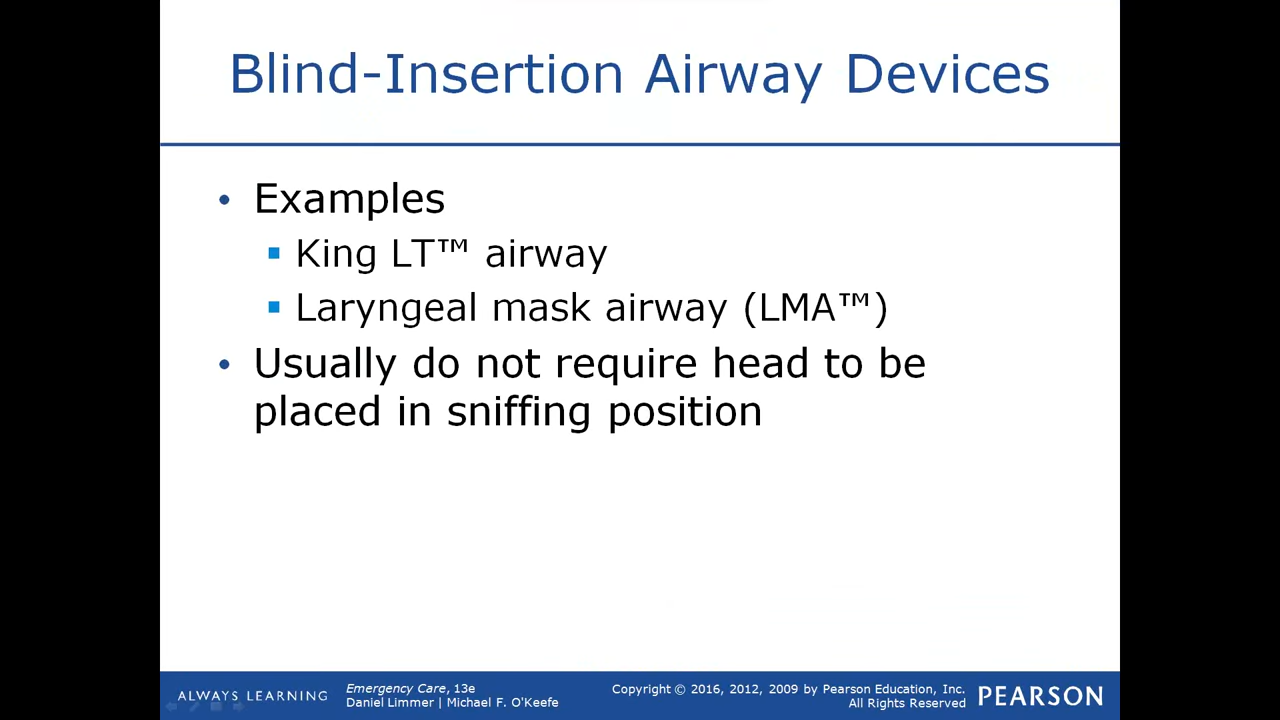 Blind-Insertion Airway Devices
• Examples
▪ King LT™ airway
▪ Laryngeal mask airway (LMA™)
• Usually do not require head to be
placed in sniffing position
ALWAYS LEARNING
Emergency Care, 13e
Daniel Limmer | Michael F. O'Keefe
Copyright © 2016, 2012, 2009 by Pearson Education, Inc.
All Rights Reserved
PEARSON